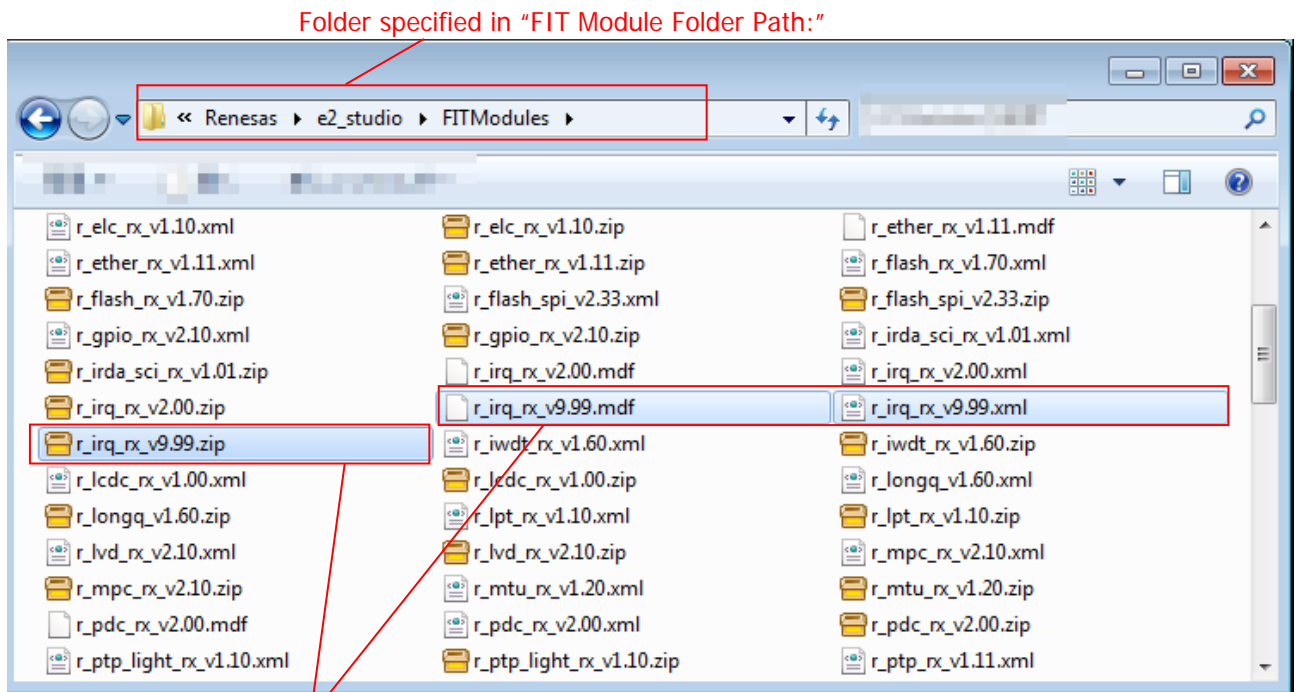 Folder specified in “FIT Module Folder Path:”
« Renesas ▸ e2_studio ▸ FITModules ▸
r_elc_rx_v1.10.xml r_elc_rx_v1.10.zip r_ether_rx_v1.11.mdf
r_ether_rx_v1.11.xml r_ether_rx_v1.11.zip r_flash_rx_v1.70.xml
r_flash_rx_v1.70.zip r_flash_spi_v2.33.xml r_flash_spi_v2.33.zip
r_gpio_rx_v2.10.xml r_gpio_rx_v2.10.zip r_irda_sci_rx_v1.01.xml
r_irda_sci_rx_v1.01.zip r_irq_rx_v2.00.mdf r_irq_rx_v2.00.xml
r_irq_rx_v2.00.zip r_irq_rx_v9.99.mdf r_irq_rx_v9.99.xml
r_irq_rx_v9.99.zip r_iwdt_rx_v1.60.xml r_iwdt_rx_v1.60.zip
r_lcdc_rx_v1.00.xml r_lcdc_rx_v1.00.zip r_longq_v1.60.xml
r_longq_v1.60.zip r_lpt_rx_v1.10.xml r_lpt_rx_v1.10.zip
r_lvd_rx_v2.10.xml r_lvd_rx_v2.10.zip r_mpc_rx_v2.10.xml
r_mpc_rx_v2.10.zip r_mtu_rx_v1.20.xml r_mtu_rx_v1.20.zip
r_pdc_rx_v2.00.mdf r_pdc_rx_v2.00.xml r_pdc_rx_v2.00.zip
r_ptp_light_rx_v1.10.xml r_ptp_light_rx_v1.10.zip r_ptp_rx_v1.11.xml